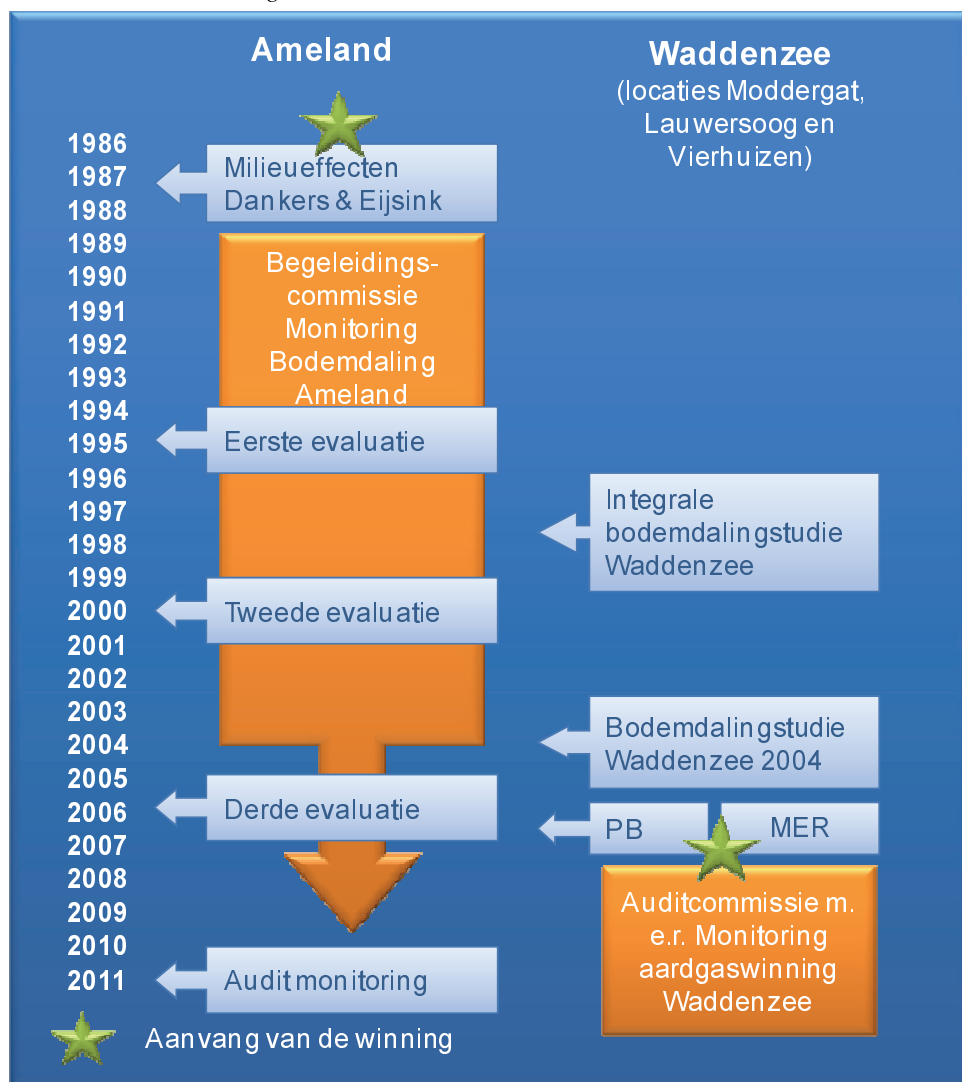 Ameland
Waddenzee
(locaties Moddergat,
Lauwersoog en
Vierhuizen)
1986
1987
1988
1989
1990
1991
1992
1993
1994
1995
1996
1997
1998
1999
2000
2001
2002
2003
2004
2005
2006
2007
2008
2009
2010
2011
Milieueffecten
Dankers & Eijsink
Begeleidings-
commissie
Monitoring
Bodemdaling
Ameland
Eerste evaluatie
Tweede evaluatie
Derde evaluatie
Audit monitoring
Integrale
bodemdalingstudie
Waddenzee
Bodemdalingstudie
Waddenzee 2004
PB
MER
Auditcommissie m.
e.r. Monitoring
aardgaswinning
Waddenzee
Aanvang van de winning